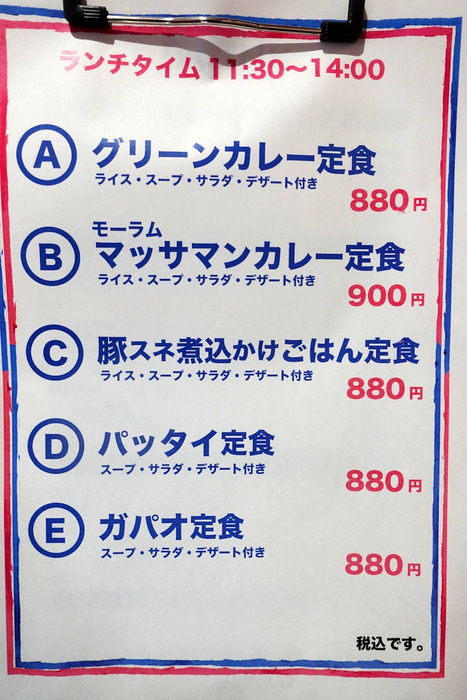 ランチタイム 11:30〜14:00
A グリーンカレー定食
ライス・スープ・サラダ・デザート付き
880円
モーラム
B マッサマンカレー定食
ライス・スープ・サラダ・デザート付き
900円
C 豚スネ煮込かけごはん定食
ライス・スープ・サラダ・デザート付き
880円
D パッタイ定食
スープ・サラダ・デザート付き
880円
E ガパオ定食
スープ・サラダ・デザート付き
880円
税込です。